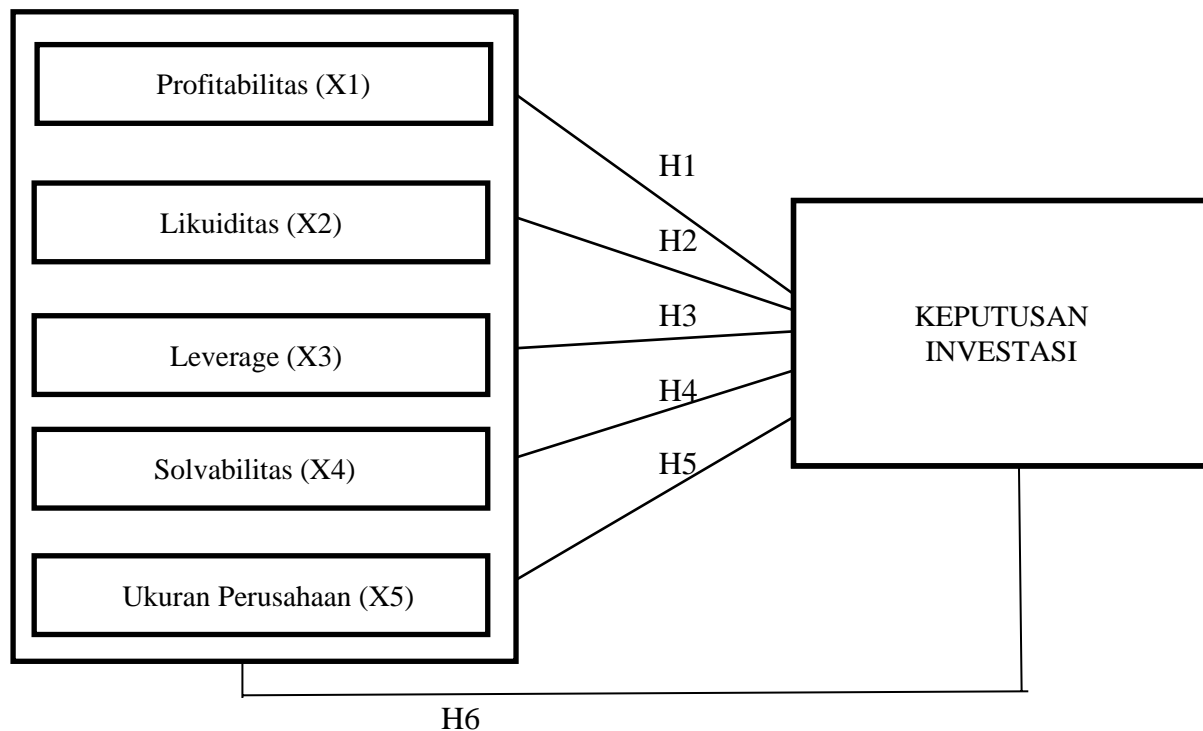 Profitabilitas (X1)
H1
Likuiditas (X2)
H2
H3
Leverage (X3)
KEPUTUSAN
INVESTASI
H4
Solvabilitas (X4)
H5
Ukuran Perusahaan (X5)
H6